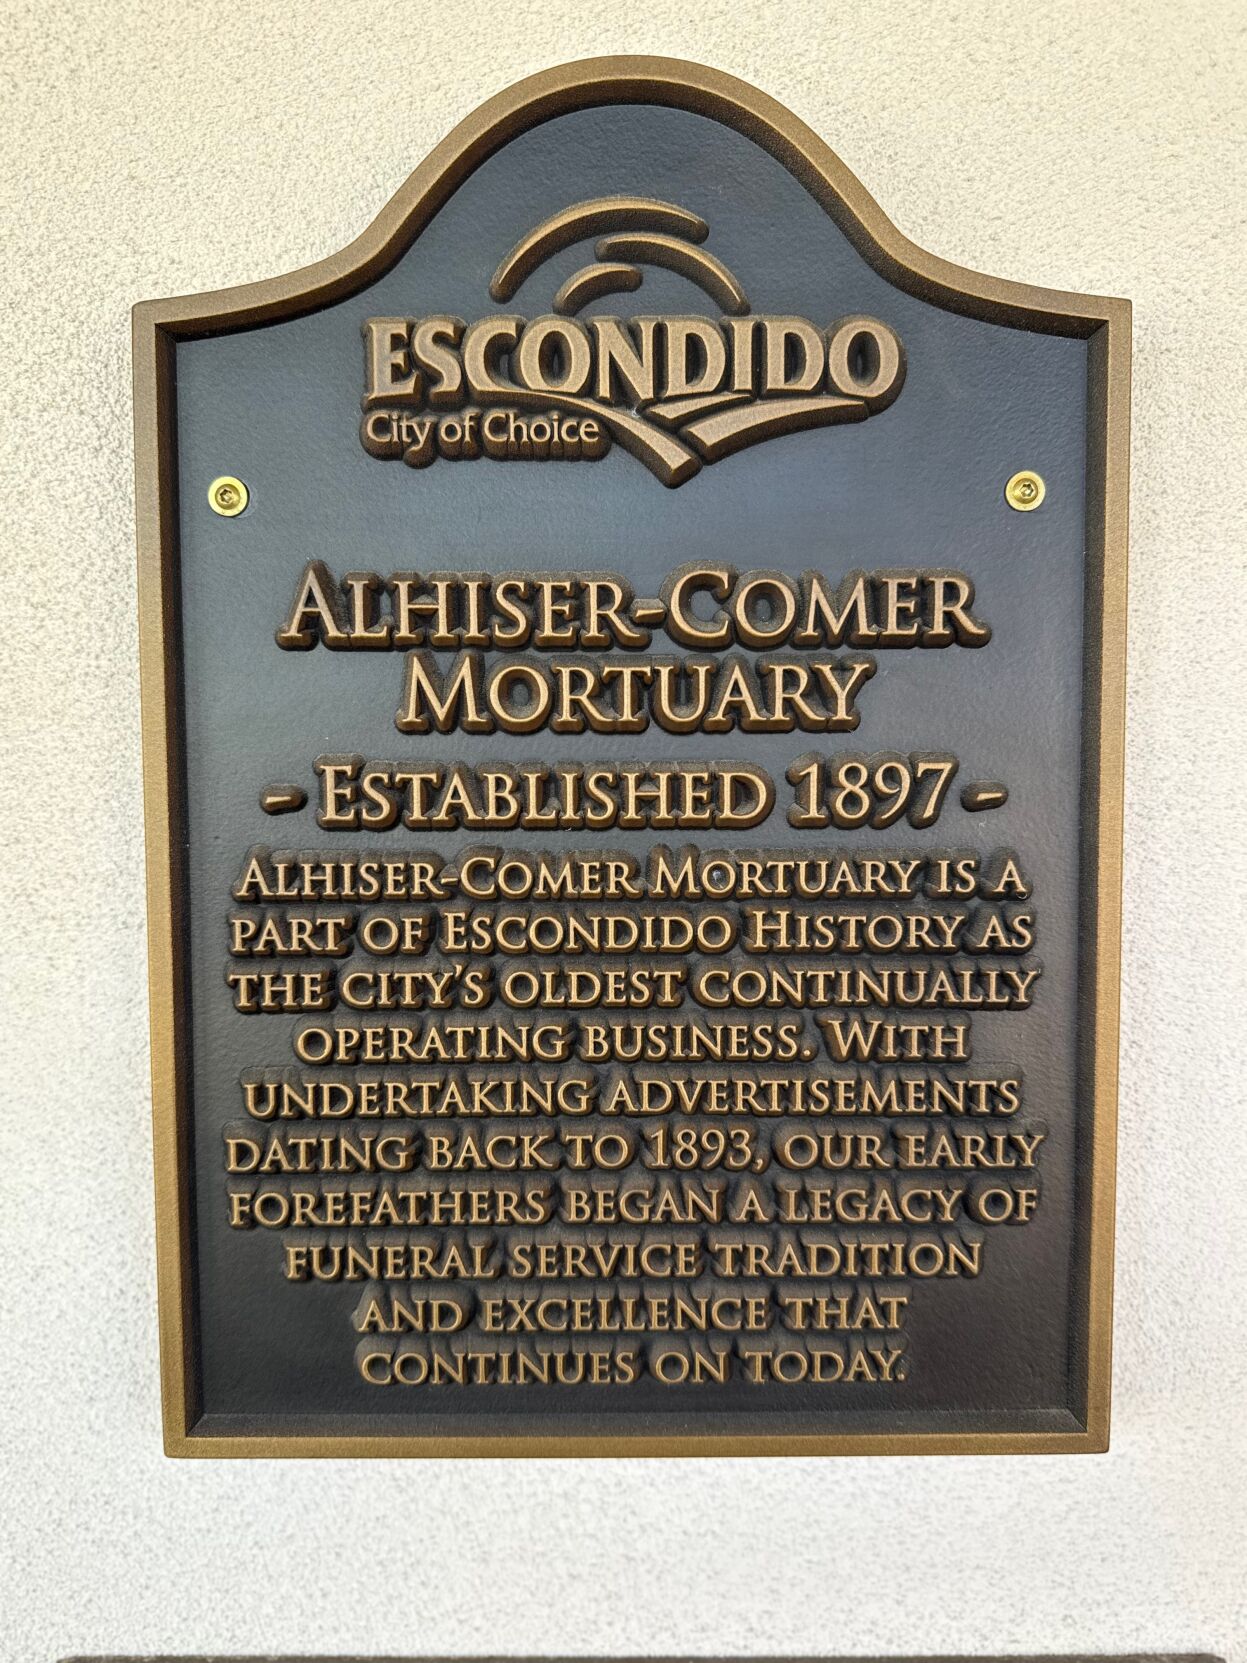 ESCONDIDO
City of Choice
ALHISER-COMER
MORTUARY
- ESTABLISHED 1897 -
ALHISER-COMER MORTUARY IS A
PART OF ESCONDIDO HISTORY AS
THE CITY'S OLDEST CONTINUALLY
OPERATING BUSINESS. WITH
UNDERTAKING ADVERTISEMENTS
DATING BACK TO 1893, OUR EARLY
FOREFATHERS BEGAN A LEGACY OF
FUNERAL SERVICE TRADITION
AND EXCELLENCE THAT
CONTINUES ON TODAY.